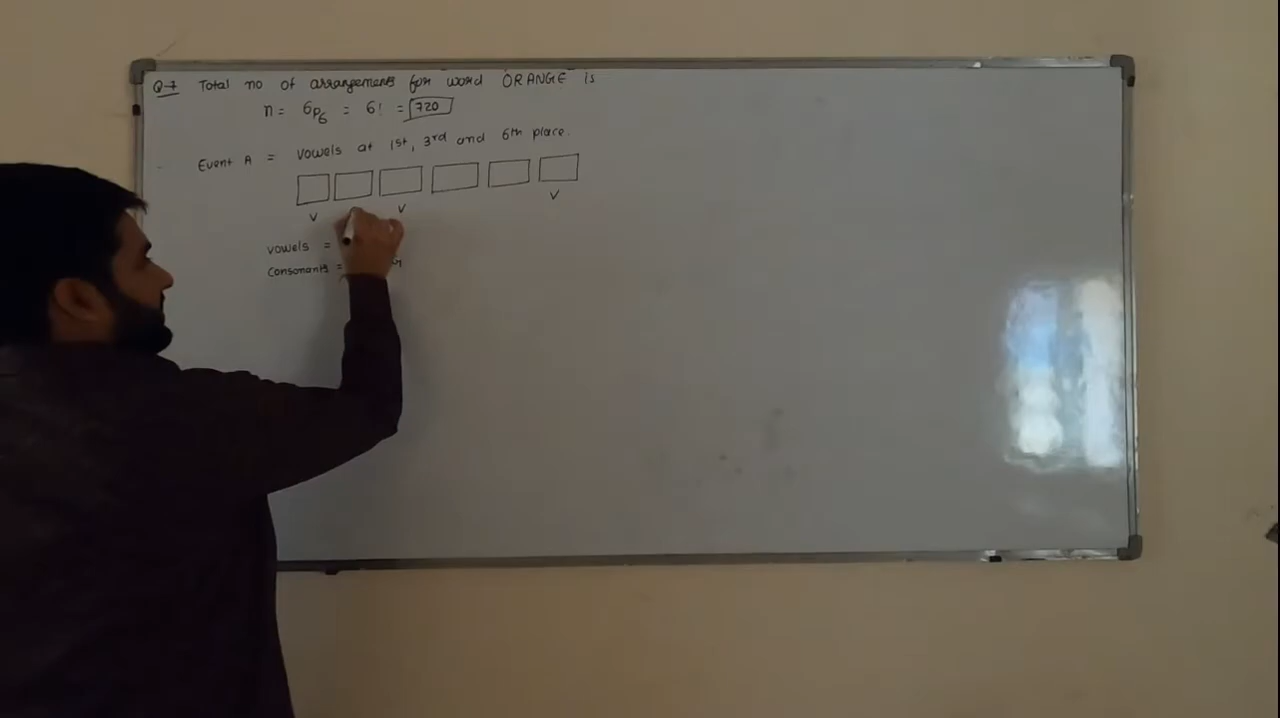 Q-7 Total no of arrangements for word ORANGE is
n = 6P6 = 6! = 720
Event A = vowels at 1st, 3rd and 6th place.
V V V
vowels =
Consonants =